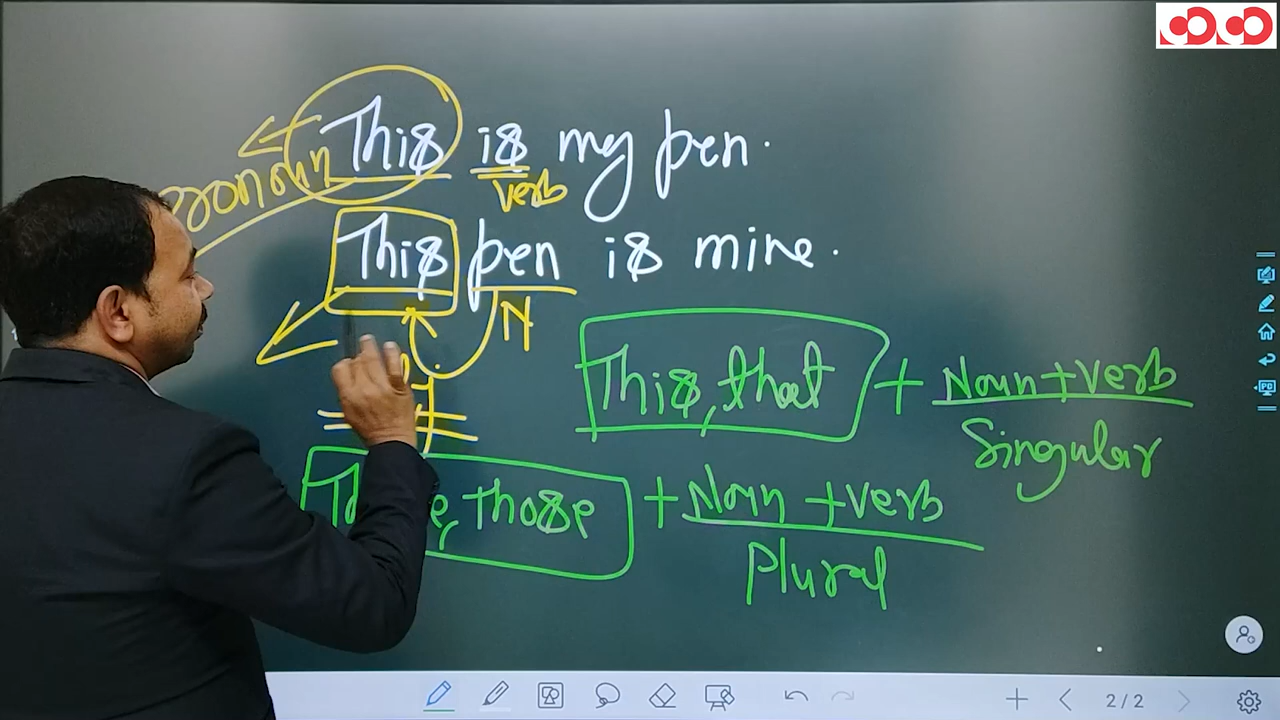 This is my pen.
pronoun
verb
This pen is mine.
N
This, that + Noun + verb
Singular
those + Noun + verb
Plural
2/2